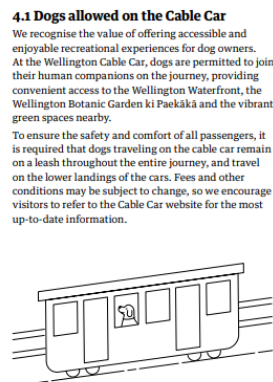 4.1 Dogs allowed on the Cable Car
We recognise the value of offering accessible and
enjoyable recreational experiences for dog owners.
At the Wellington Cable Car, dogs are permitted to join
their human companions on the journey, providing
convenient access to the Wellington Waterfront, the
Wellington Botanic Garden ki Paekākā and the vibrant
green spaces nearby.
To ensure the safety and comfort of all passengers, it
is required that dogs traveling on the cable car remain
on a leash throughout the entire journey, and travel
on the lower landings of the cars. Fees and other
conditions may be subject to change, so we encourage
visitors to refer to the Cable Car website for the most
up-to-date information.